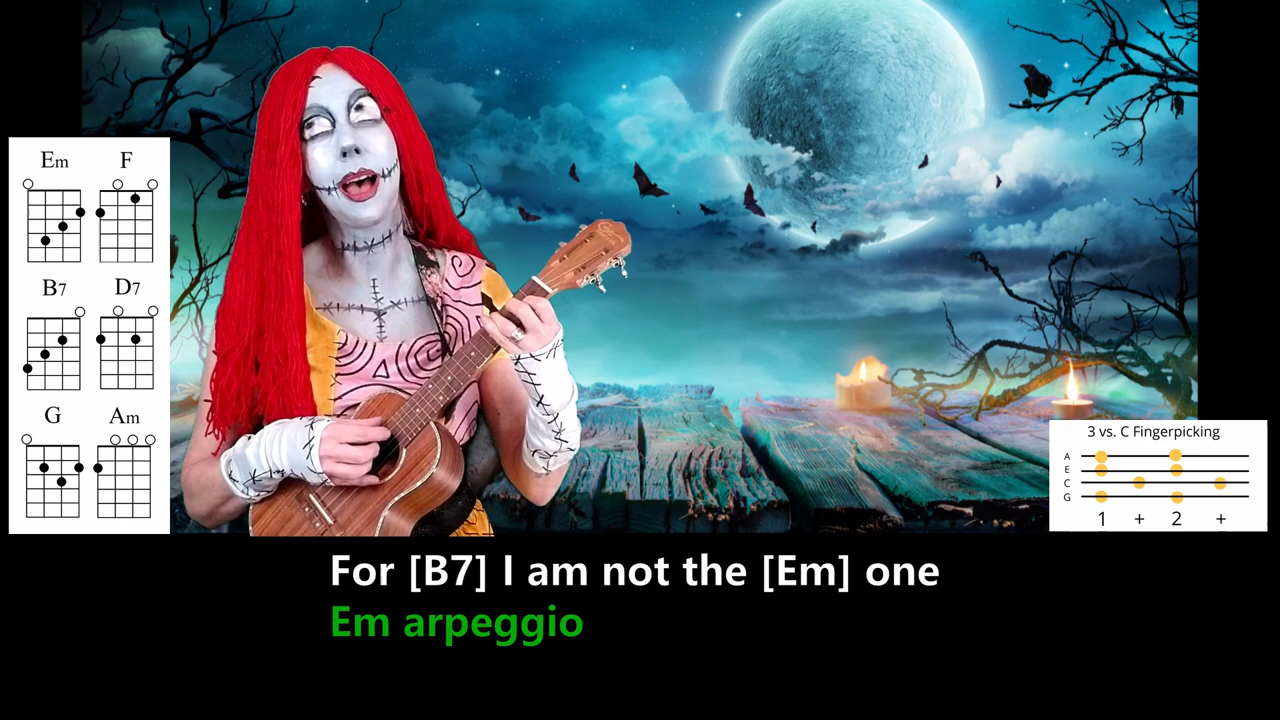 Em F
B7 D7
G Am
3 vs. C Fingerpicking
A
E
C
G
1 + 2 +
For [B7] I am not the [Em] one
Em arpeggio